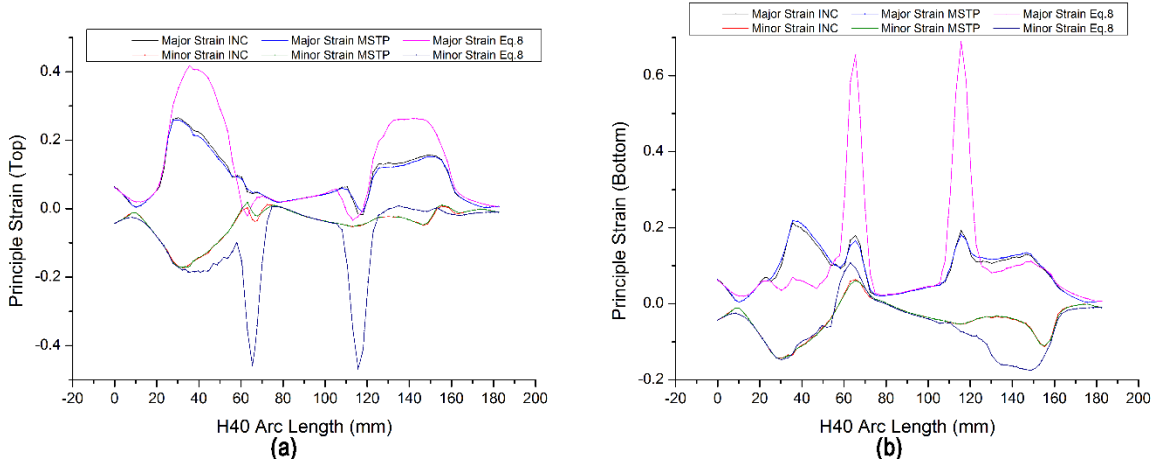 Major Strain INC Major Strain MSTP Major Strain Eq.8
Minor Strain INC Minor Strain MSTP Minor Strain Eq.8
Principle Strain (Top)
0.4
0.2
0.0
-0.2
-0.4
-20 0 20 40 60 80 100 120 140 160 180 200
H40 Arc Length (mm)
(a)
Major Strain INC Major Strain MSTP Major Strain Eq.8
Minor Strain INC Minor Strain MSTP Minor Strain Eq.8
Principle Strain (Bottom)
0.6
0.4
0.2
0.0
-0.2
-20 0 20 40 60 80 100 120 140 160 180 200
H40 Arc Length (mm)
(b)